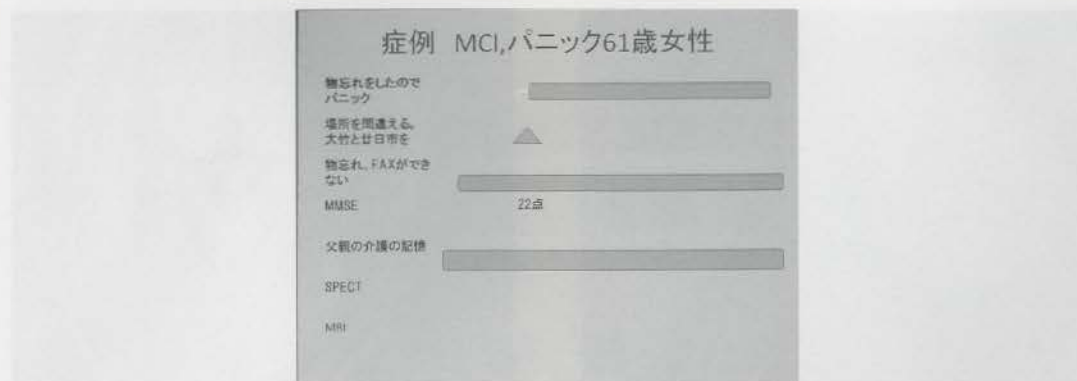 症例 MCI,パニック61歳女性
物忘れをしたので
パニック
場所を間違える。
大竹と廿日市を
物忘れ、FAXができ
ない
MMSE
22点
父親の介護の記憶
SPECT
MRI